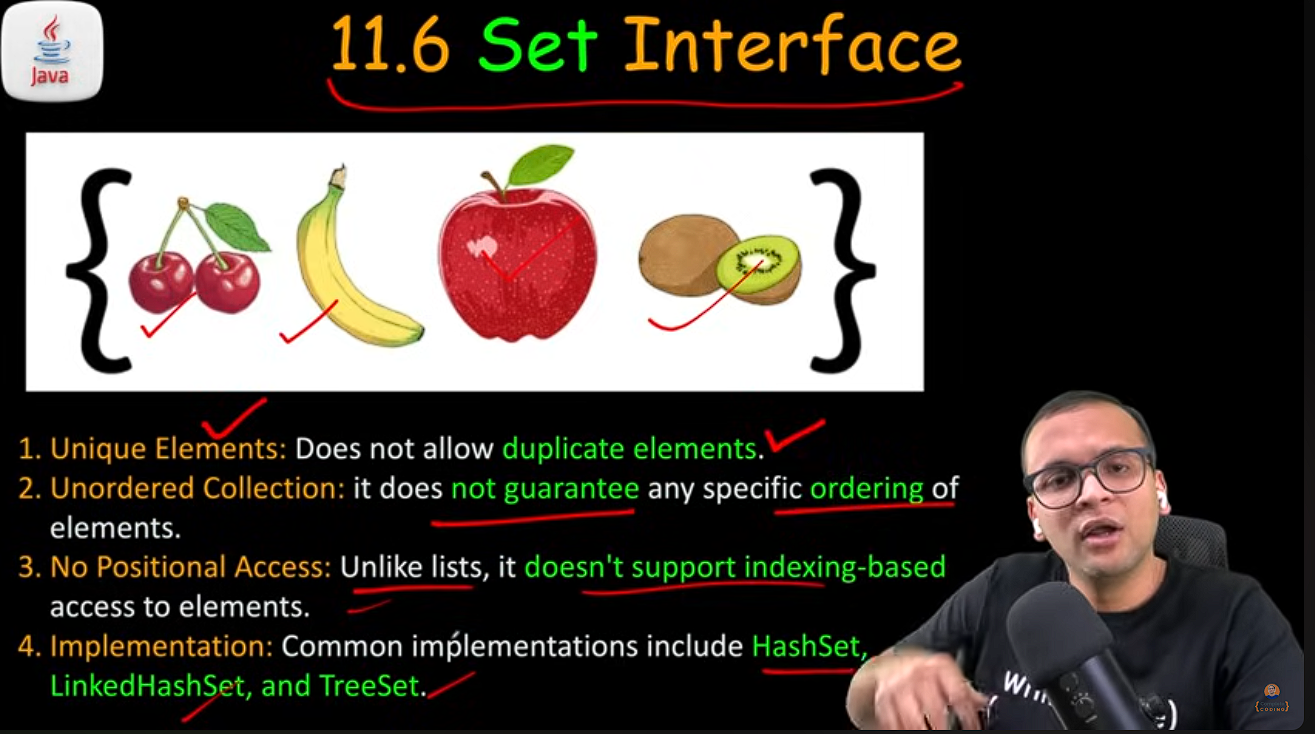 Java
11.6 Set Interface
1. Unique Elements: Does not allow duplicate elements.
2. Unordered Collection: it does not guarantee any specific ordering of
elements.
3. No Positional Access: Unlike lists, it doesn't support indexing-based
access to elements.
4. Implementation: Common implementations include HashSet,
LinkedHashSet, and TreeSet.
CODING